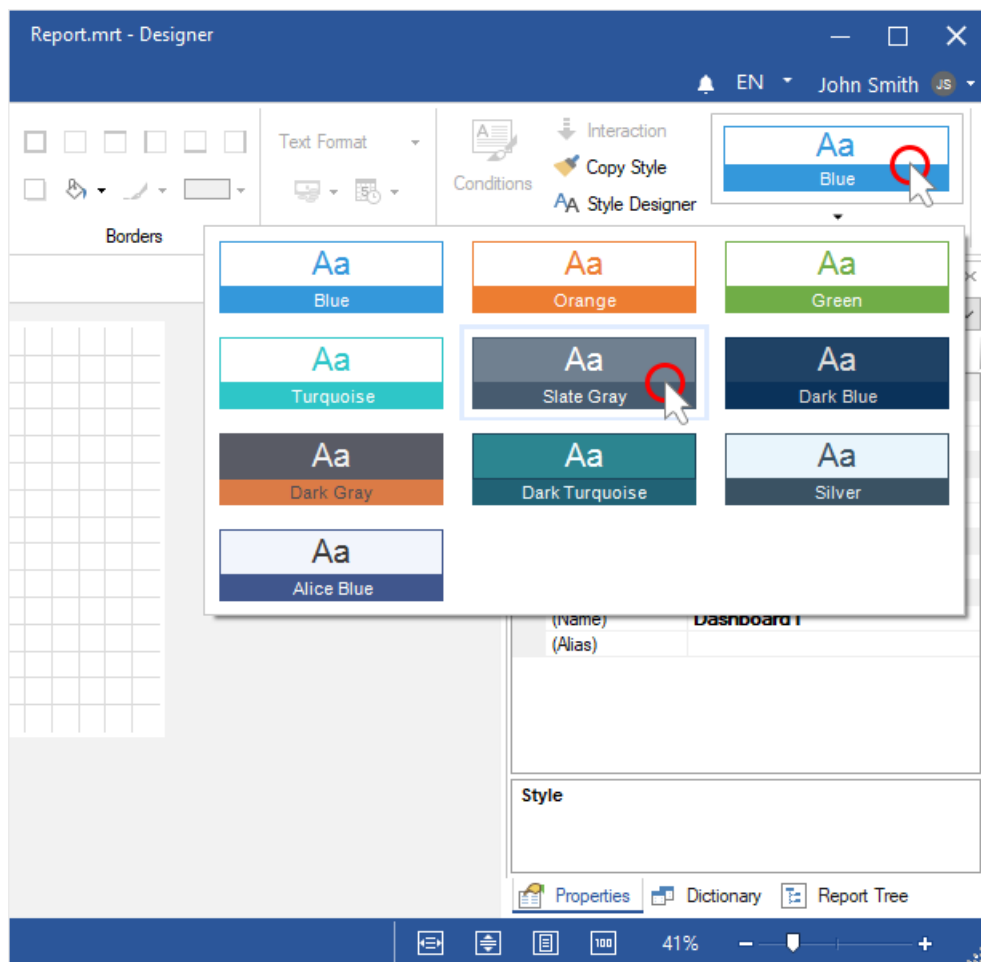 Report.mrt - Designer
EN
John Smith
JS
Text Format
Interaction
Copy Style
Style Designer
Conditions
Aa
Blue
Borders
Aa
Blue
Aa
Orange
Aa
Green
Aa
Turquoise
Aa
Slate Gray
Aa
Dark Blue
Aa
Dark Gray
Aa
Dark Turquoise
Aa
Silver
Aa
Alice Blue
(Name) Dashboard1
(Alias)
Style
Properties
Dictionary
Report Tree
100
41%